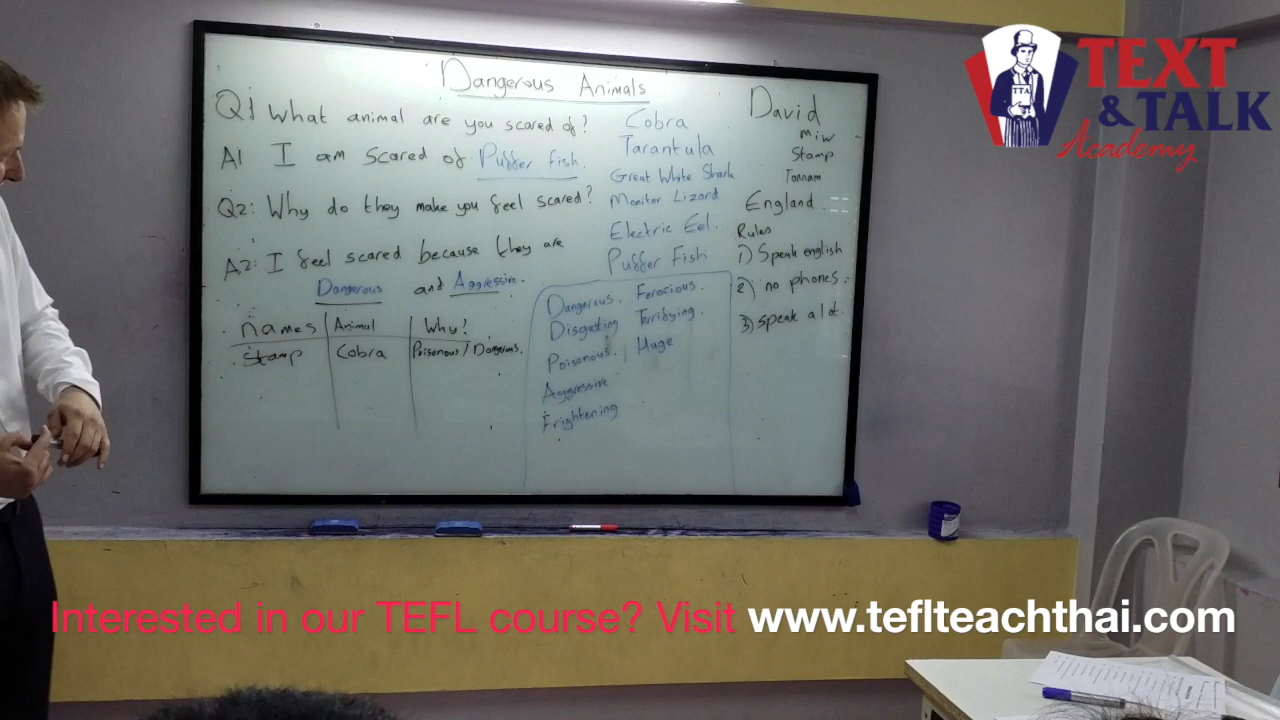 Dangerous Animals
Q1 What animal are you scared of?
A1 I am scared of Puffer fish.
Q2: Why do they make you feel scared?
A2: I feel scared because they are
Dangerous and Aggressive.
names Animal Why?
Stamp Cobra Poisonous / Dangerous.
Cobra
Tarantula
Great White Shark
Monitor Lizard
Electric Eel.
Puffer Fish
Dangerous. Ferocious.
Disgusting Terrifying.
Poisonous. Huge
Aggressive
Frightening
David
Miw
Stamp
Tannam
England
Rules
1) Speak english
2) no phones.
3) Speak a lot.
TEXT
& TALK
Academy
TTA
Interested in our TEFL course? Visit www.teflteachthai.com